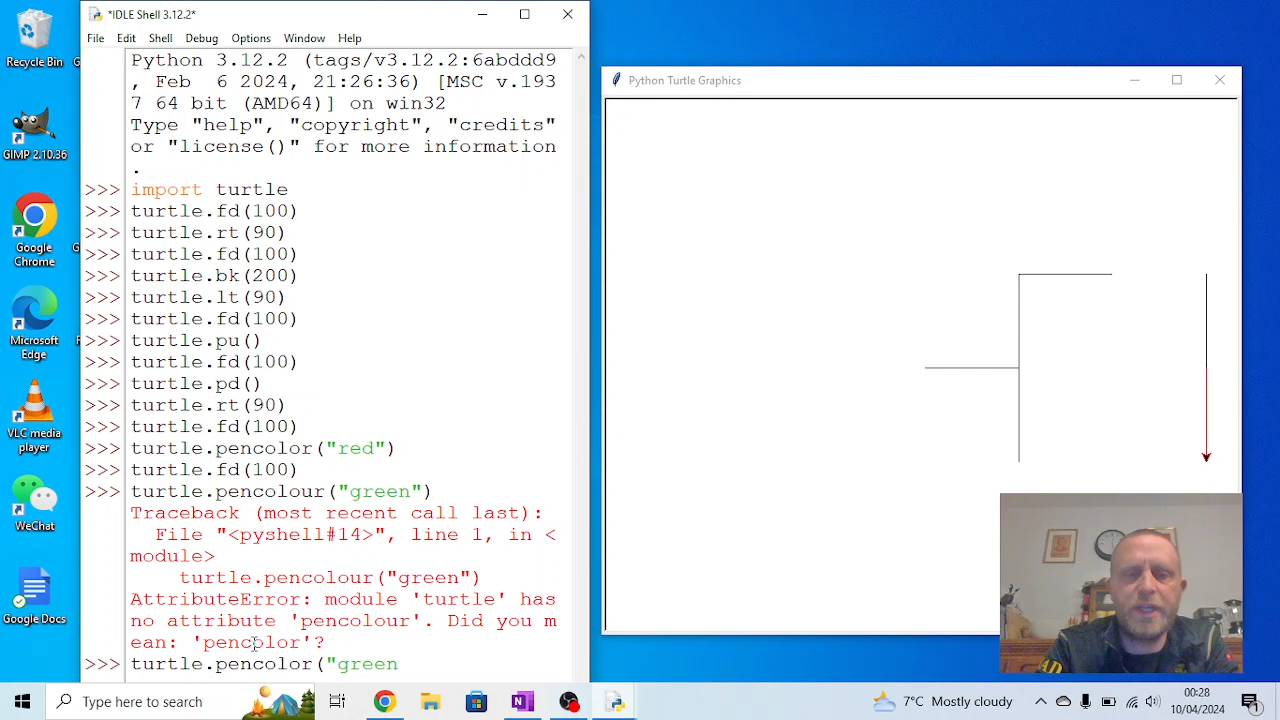 Recycle Bin
GIMP 2.10.36
Google
Chrome
Microsoft
Edge
VLC media
player
WeChat
Google Docs
*IDLE Shell 3.12.2*
File Edit Shell Debug Options Window Help
Python 3.12.2 (tags/v3.12.2:6abddd9
, Feb 6 2024, 21:26:36) [MSC v.193
7 64 bit (AMD64)] on win32
Type "help", "copyright", "credits"
or "license()" for more information
.
>>> import turtle
>>> turtle.fd(100)
>>> turtle.rt(90)
>>> turtle.fd(100)
>>> turtle.bk(200)
>>> turtle.lt(90)
>>> turtle.fd(100)
>>> turtle.pu()
>>> turtle.fd(100)
>>> turtle.pd()
>>> turtle.rt(90)
>>> turtle.fd(100)
>>> turtle.pencolor("red")
>>> turtle.fd(100)
>>> turtle.pencolour("green")
Traceback (most recent call last):
File "<pyshell#14>", line 1, in <
module>
turtle.pencolour("green")
AttributeError: module 'turtle' has
no attribute 'pencolour'. Did you m
ean: 'pencolor'?
>>> turtle.pencolor("green
Python Turtle Graphics
Type here to search
7°C Mostly cloudy
00:28
10/04/2024